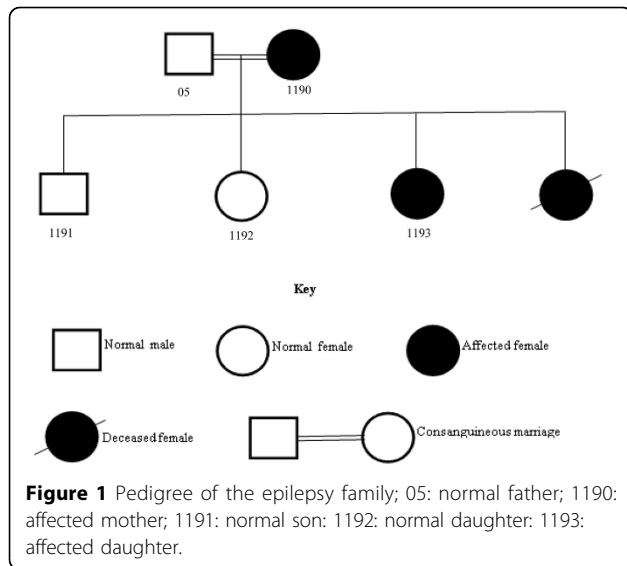 05
1190
1191
1192
1193
Key
Normal male
Normal female
Affected female
Deceased female
Consanguineous marriage
Figure 1 Pedigree of the epilepsy family; 05: normal father; 1190:
affected mother; 1191: normal son: 1192: normal daughter: 1193:
affected daughter.